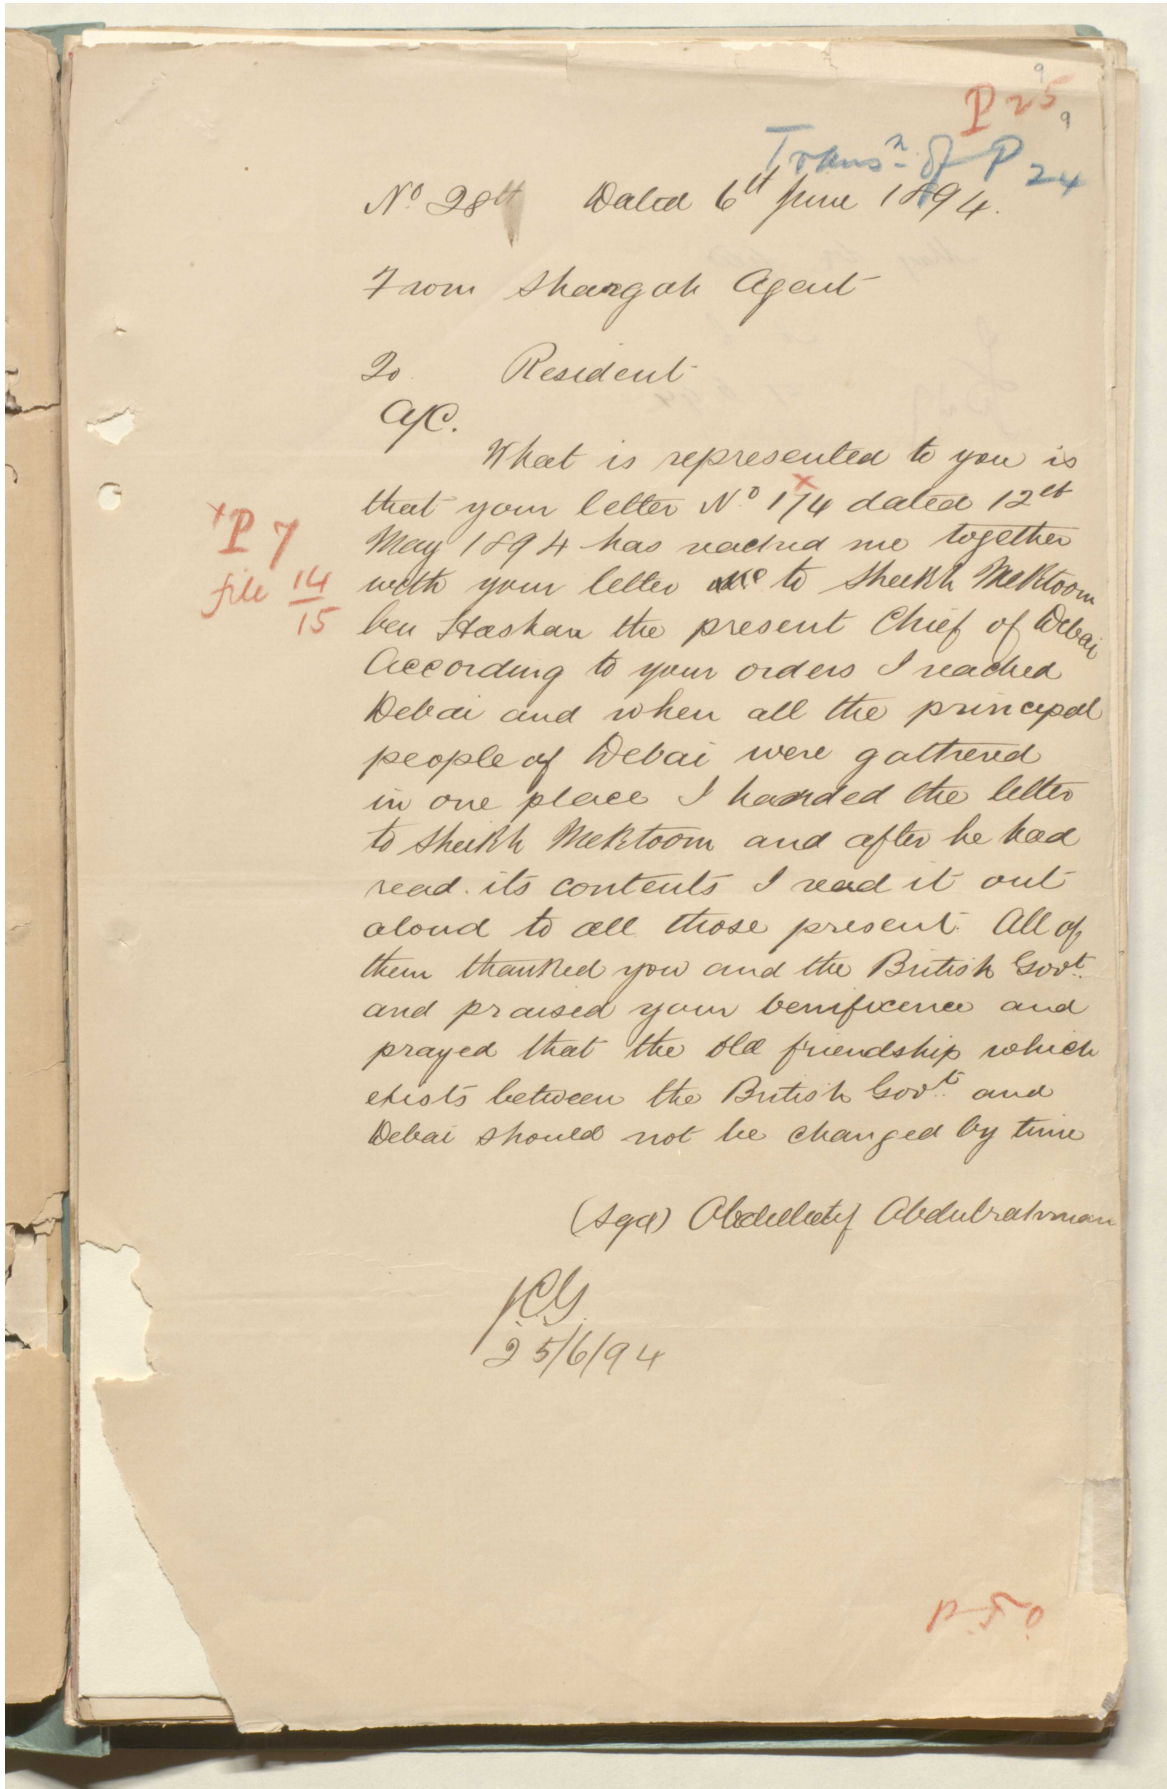 9
P 25
9
Transn of P 24
No 28 Dated 6th June 1894.
From Shargah Agent
To Resident
A/C.
What is represented to you is
that your letter No 174 dated 12th
×
May 1894 has reached me together
×P 7
file 14/15
with your letter to Sheikh Mektoom
ben Hashar the present Chief of Debai
According to your orders I reached
Debai and when all the principal
people of Debai were gathered
in one place I handed the letter
to Sheikh Mektoom and after he had
read its contents I read it out
aloud to all those present. All of
them thanked you and the British Govt.
and praised your benificence and
prayed that the old friendship which
exists between the British Govt. and
Debai should not be changed by time
(sgd) Abdullatif Abdulrahman
J.C.G.
25/6/94